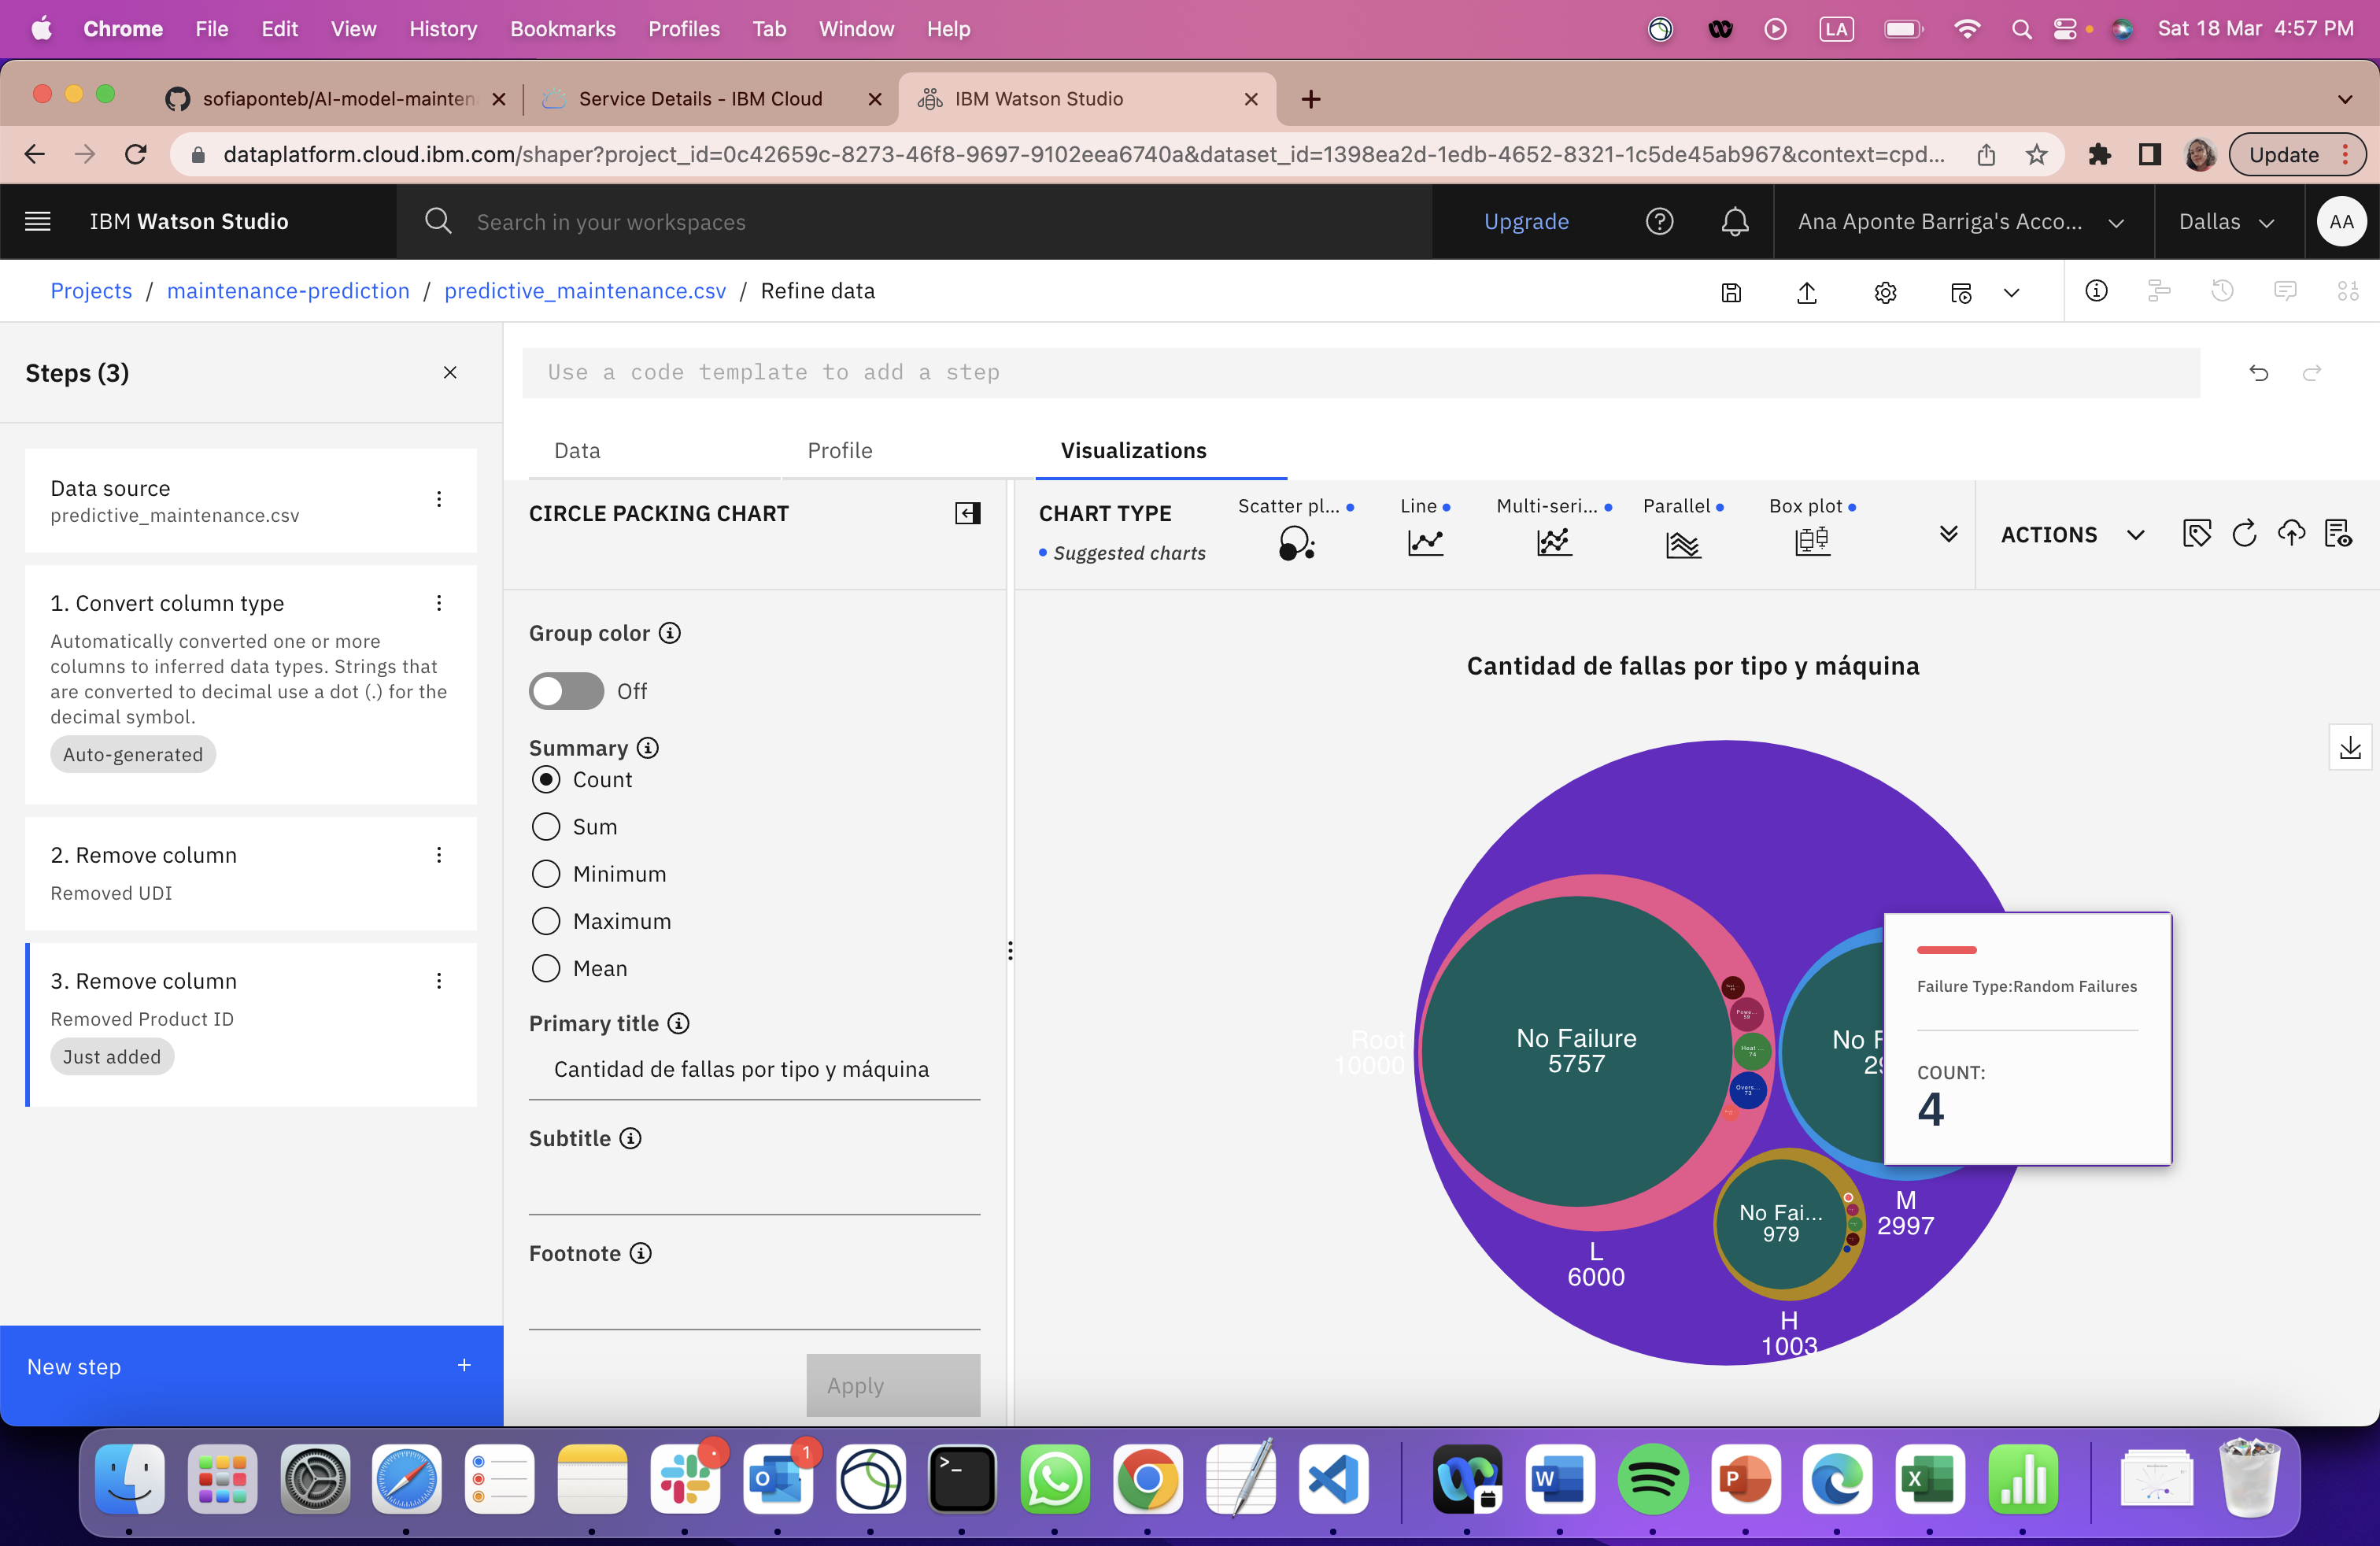 Chrome File Edit View History Bookmarks Profiles Tab Window Help
LA
Sat 18 Mar 4:57 PM
sofiaponteb/AI-model-mainten
Service Details - IBM Cloud
IBM Watson Studio
dataplatform.cloud.ibm.com/shaper?project_id=0c42659c-8273-46f8-9697-9102eea6740a&dataset_id=1398ea2d-1edb-4652-8321-1c5de45ab967&context=cpd...
Update
IBM Watson Studio
Search in your workspaces
Upgrade
Ana Aponte Barriga's Acco...
Dallas
AA
Projects / maintenance-prediction / predictive_maintenance.csv / Refine data
Steps (3)
Use a code template to add a step
Data source
predictive_maintenance.csv
1. Convert column type
Automatically converted one or more
columns to inferred data types. Strings that
are converted to decimal use a dot (.) for the
decimal symbol.
Auto-generated
2. Remove column
Removed UDI
3. Remove column
Removed Product ID
Just added
New step
Data
Profile
Visualizations
CIRCLE PACKING CHART
Group color
Off
Summary
Count
Sum
Minimum
Maximum
Mean
Primary title
Cantidad de fallas por tipo y máquina
Subtitle
Footnote
Apply
CHART TYPE
Suggested charts
Scatter pl...
Line
Multi-seri...
Parallel
Box plot
ACTIONS
Cantidad de fallas por tipo y máquina
Root
10000
No Failure
5757
Powe...
59
Heat ...
74
Overs...
73
L
6000
No F
29
M
2997
No Fai...
979
H
1003
Failure Type:Random Failures
COUNT:
4
1